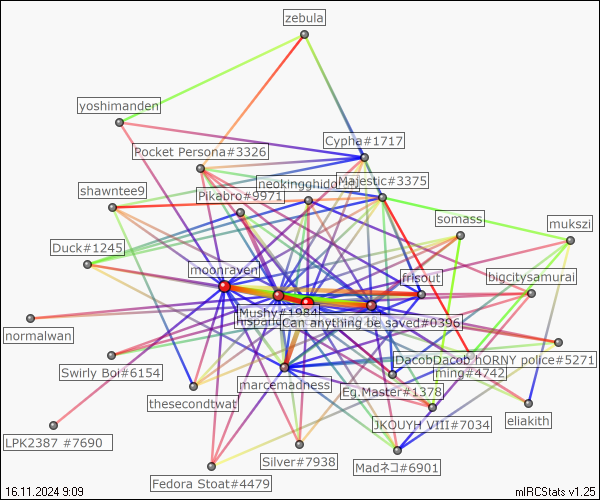 zebula
yoshimanden
Cypha#1717
Pocket Persona#3326
neokingghidora
Majestic#3375
shawntee9
Pikabro#9971
somass
mukszi
Duck#1245
moonraven
frisout
bigcitysamurai
Mushy#1984
Can anything be saved#0396
normalwan
DacobDacob
hORNY police#5271
Swirly Boi#6154
ming#4742
marcemadness
Eg.Master#1378
thesecondtwat
eliakith
JKOUYH VIII#7034
LPK2387 #7690
Silver#7938
Madネコ#6901
Fedora Stoat#4479
16.11.2024 9:09
mIRCStats v1.25